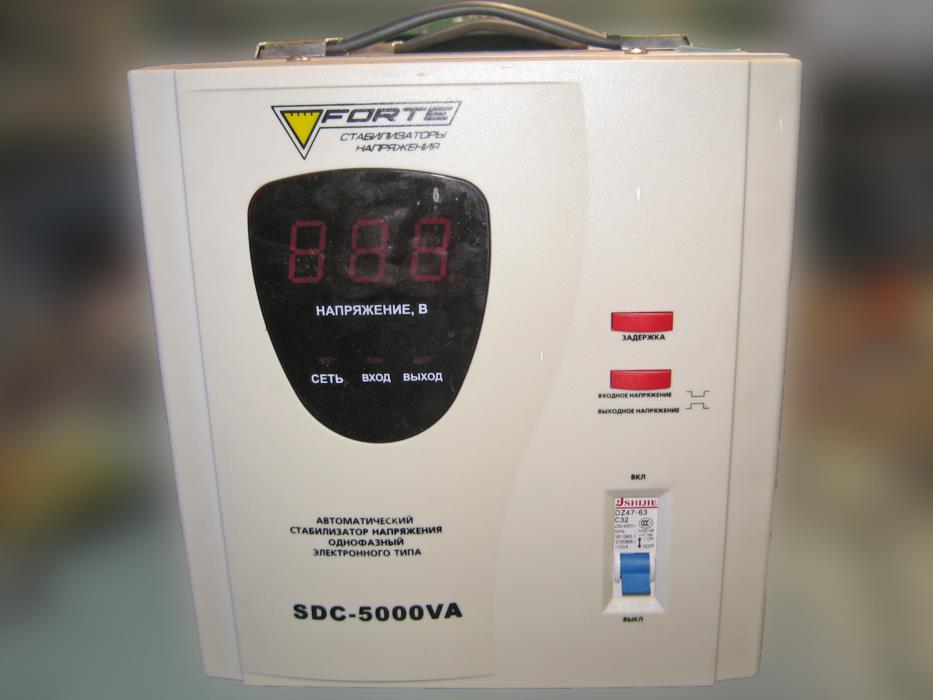 FORTE
СТАБИЛИЗАТОРЫ
НАПРЯЖЕНИЯ
888
НАПРЯЖЕНИЕ, В
СЕТЬ ВХОД ВЫХОД
ЗАДЕРЖКА
ВХОДНОЕ НАПРЯЖЕНИЕ
ВЫХОДНОЕ НАПРЯЖЕНИЕ
ВКЛ
SHIJIE
DZ47-63
C32
ВЫКЛ
АВТОМАТИЧЕСКИЙ
СТАБИЛИЗАТОР НАПРЯЖЕНИЯ
ОДНОФАЗНЫЙ
ЭЛЕКТРОННОГО ТИПА
SDC-5000VA